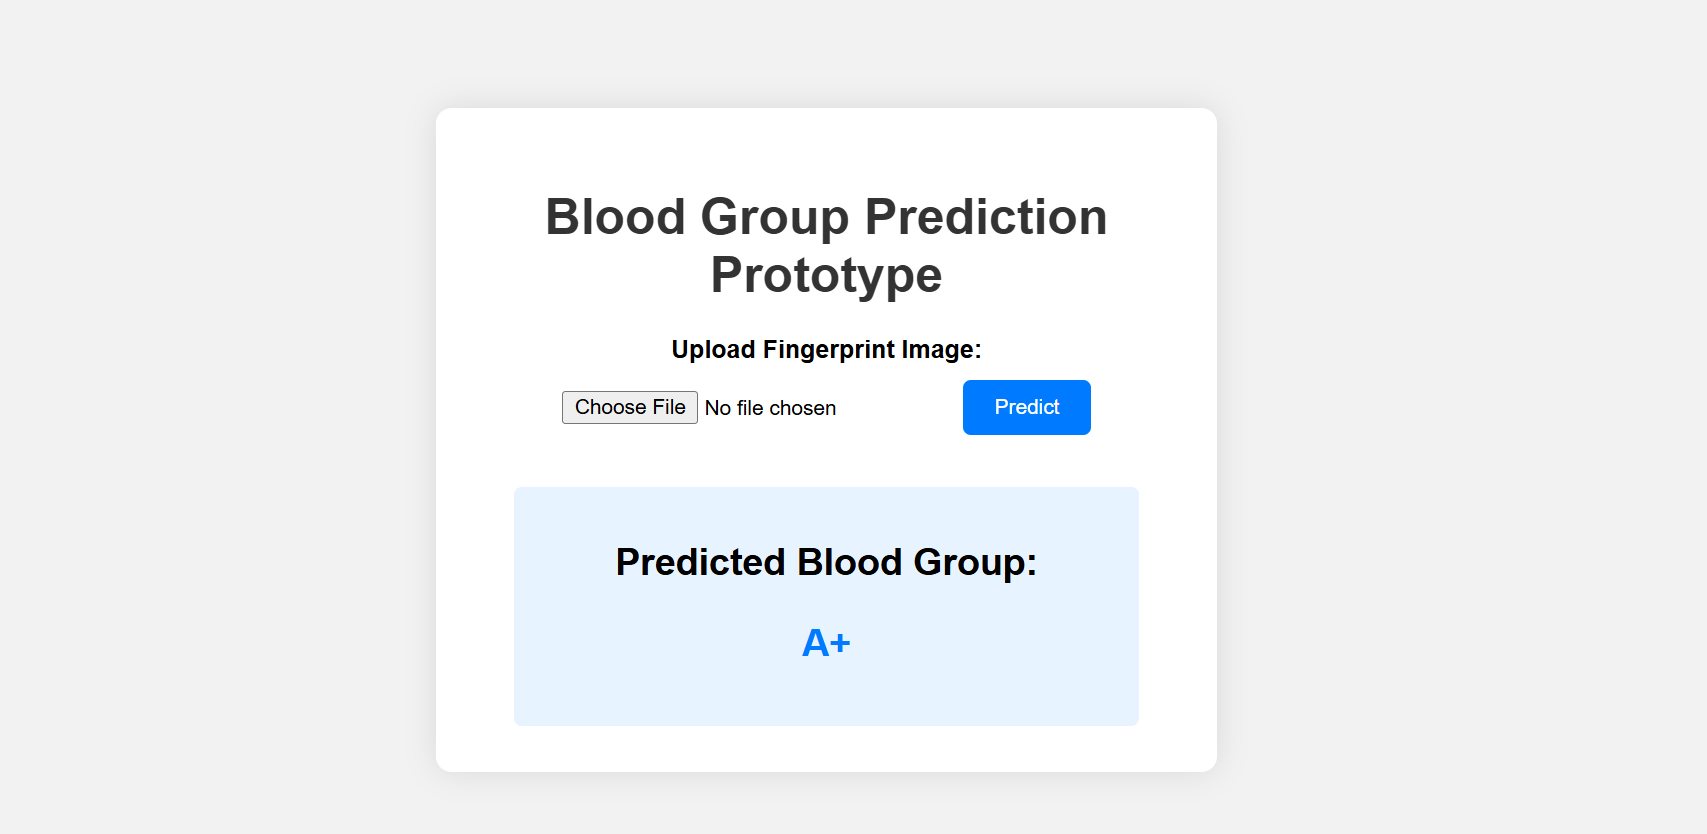 Blood Group Prediction
Prototype
Upload Fingerprint Image:
Choose File No file chosen Predict
Predicted Blood Group:
A+